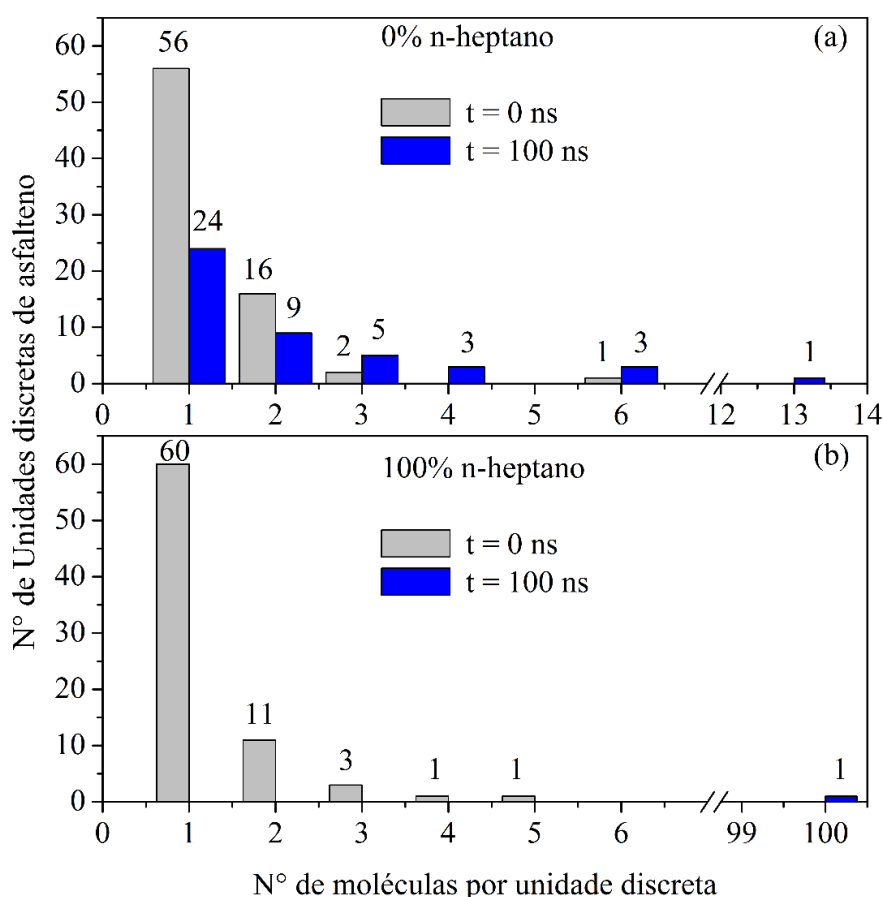 N° de Unidades discretas de asfalteno
0% n-heptano
(a)
t = 0 ns
t = 100 ns
60
50
40
30
20
10
0
56
24
16
9
2
5
3
1
3
1
0 1 2 3 4 5 6 12 13 14
100% n-heptano
(b)
t = 0 ns
t = 100 ns
60
50
40
30
20
10
0
60
11
3
1
1
1
0 1 2 3 4 5 6 99 100
N° de moléculas por unidade discreta